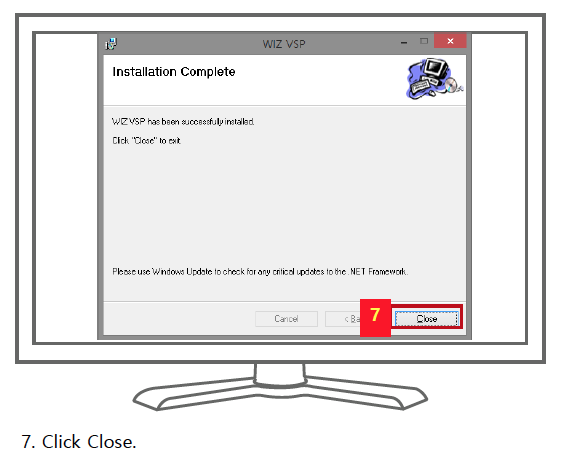 WIZ VSP
Installation Complete
WIZ VSP has been successfully installed.
Click "Close" to exit.
Please use Windows Update to check for any critical updates to the .NET Framework.
Cancel
< Ba
7
Close
7. Click Close.